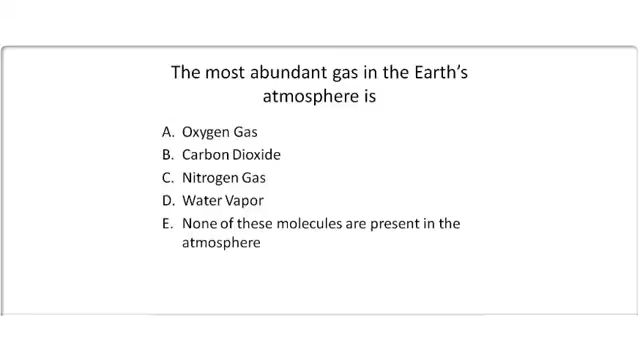 The most abundant gas in the Earth's
atmosphere is
A. Oxygen Gas
B. Carbon Dioxide
C. Nitrogen Gas
D. Water Vapor
E. None of these molecules are present in the
atmosphere